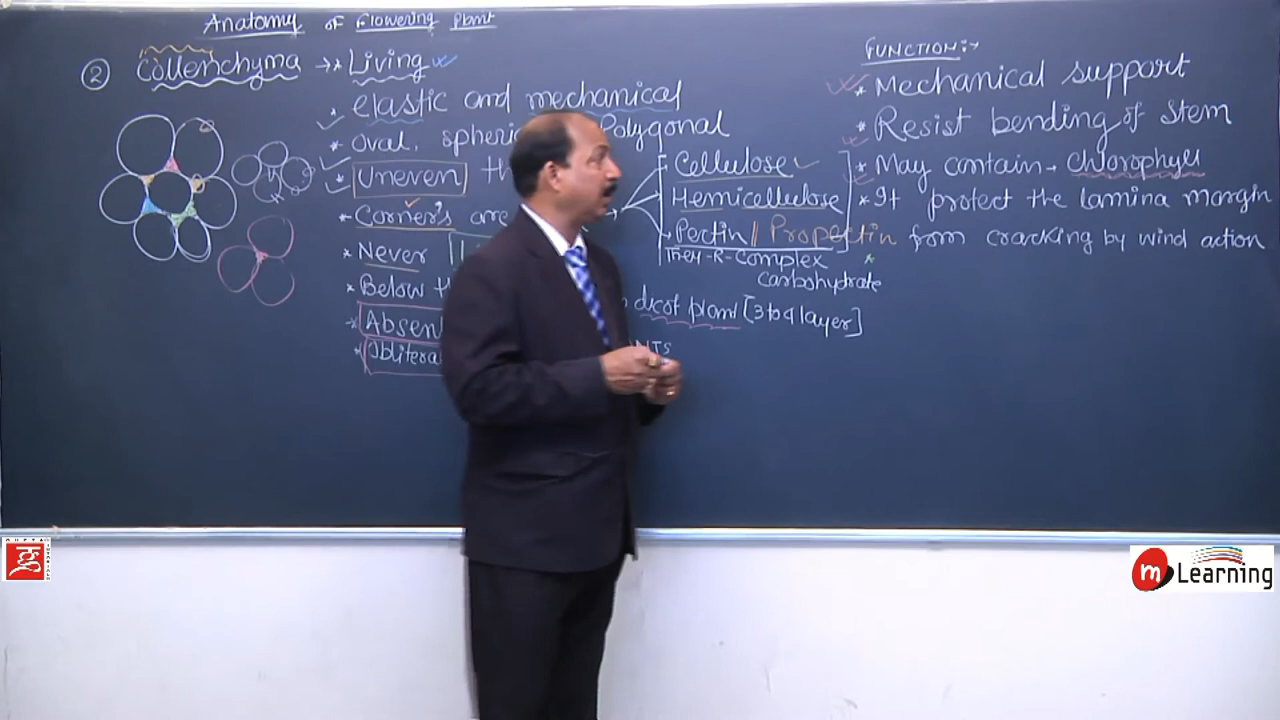 Anatomy of Flowering Plant
② Collenchyma → * Living
* elastic and mechanical
* Oval, Polygonal
* Uneven
* Corner's are
* Never
* Below
* Absen
* Oblitera
Cellulose
Hemicellulose
Pectin || Propectin
They-R-Complex
carbohydrate
dicot plant [3 to 4 layer]
NTS
FUNCTION:-
* Mechanical support
* Resist bending of Stem
* May contain → chlorophyll
* It protect the lamina margin
from cracking by wind action
m Learning